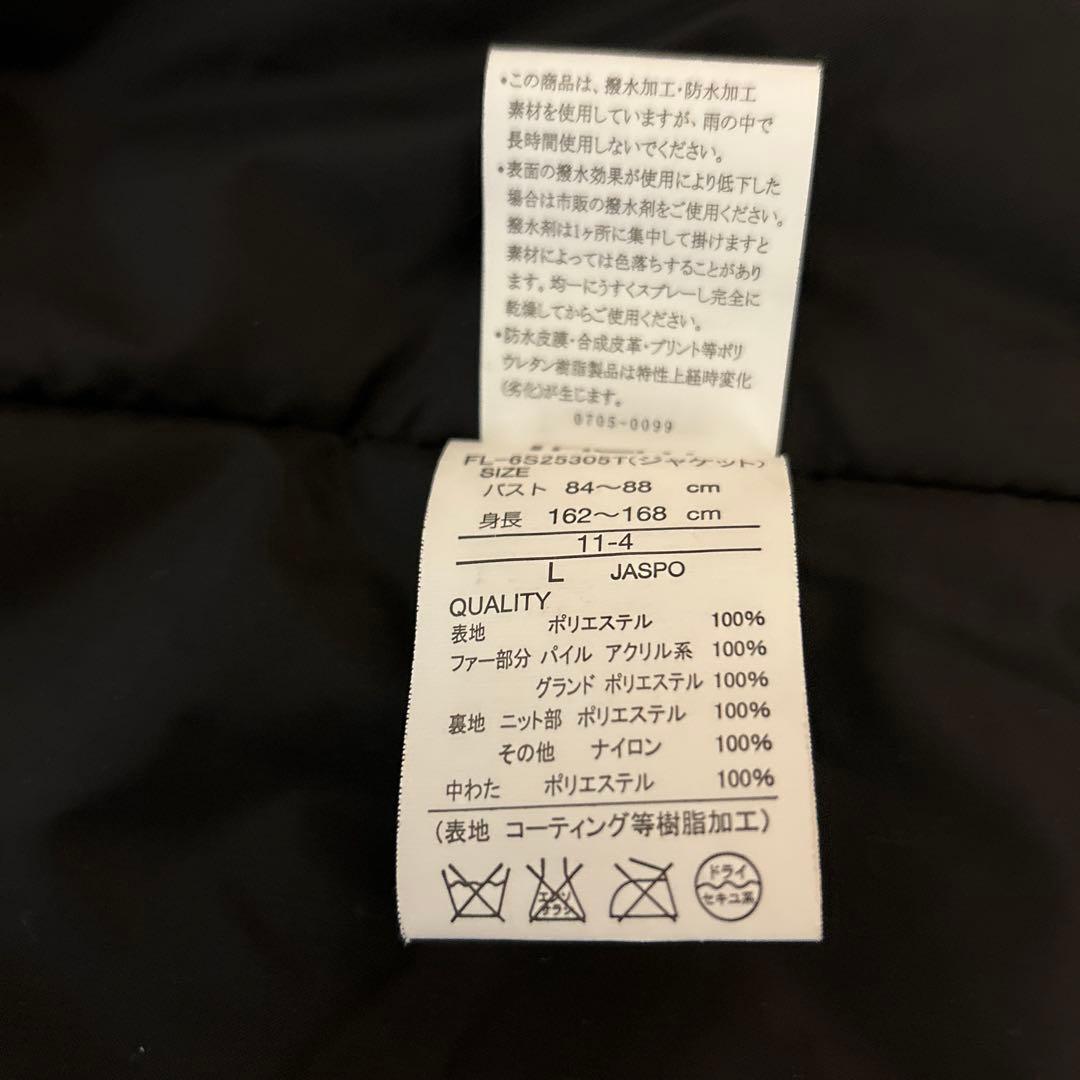 •この商品は、撥水加工・防水加工
素材を使用していますが、雨の中で
長時間使用しないでください。
•表面の撥水効果が使用により低下した
場合は市販の撥水剤をご使用ください。
撥水剤は1ヶ所に集中して掛けますと
素材によっては色落ちすることがあり
ます。均一にうすくスプレーし完全に
乾燥してからご使用ください。
•防水皮膜・合成皮革・プリント等ポリ
ウレタン樹脂製品は特性上経時変化
(劣化)が生じます。
0705-0099
FL-6S25305T(ジャケット)
SIZE
バスト 84～88 cm
身長 162～168 cm
11-4
L JASPO
QUALITY
表地 ポリエステル 100%
ファー部分 パイル アクリル系 100%
グランド ポリエステル 100%
裏地 ニット部 ポリエステル 100%
その他 ナイロン 100%
中わた ポリエステル 100%
(表地 コーティング等樹脂加工)
エンソ
サラシ
ドライ
セキユ系